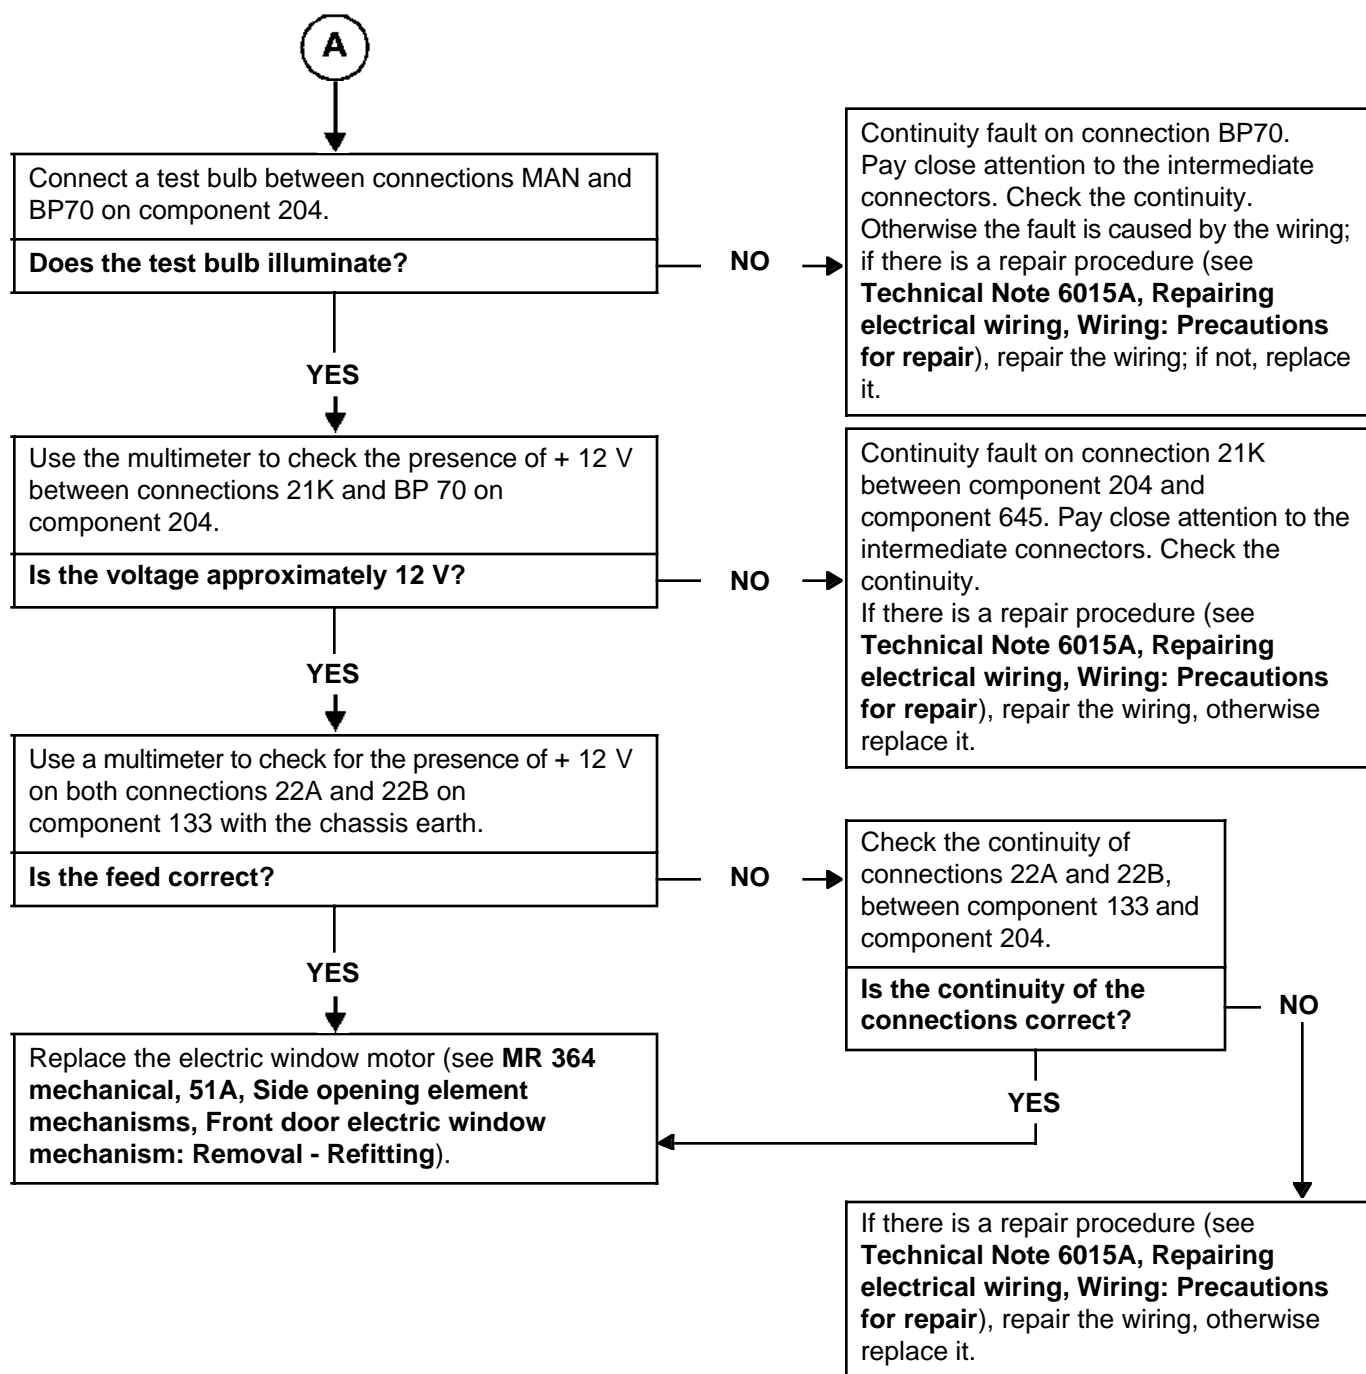 A
Connect a test bulb between connections MAN and
BP70 on component 204.
Does the test bulb illuminate?
NO
Continuity fault on connection BP70.
Pay close attention to the intermediate
connectors. Check the continuity.
Otherwise the fault is caused by the wiring;
if there is a repair procedure (see
Technical Note 6015A, Repairing
electrical wiring, Wiring: Precautions
for repair), repair the wiring; if not, replace
it.
YES
Use the multimeter to check the presence of + 12 V
between connections 21K and BP 70 on
component 204.
Is the voltage approximately 12 V?
NO
Continuity fault on connection 21K
between component 204 and
component 645. Pay close attention to the
intermediate connectors. Check the
continuity.
If there is a repair procedure (see
Technical Note 6015A, Repairing
electrical wiring, Wiring: Precautions
for repair), repair the wiring, otherwise
replace it.
YES
Use a multimeter to check for the presence of + 12 V
on both connections 22A and 22B on
component 133 with the chassis earth.
Is the feed correct?
NO
Check the continuity of
connections 22A and 22B,
between component 133 and
component 204.
Is the continuity of the
connections correct?
NO
YES
YES
Replace the electric window motor (see MR 364
mechanical, 51A, Side opening element
mechanisms, Front door electric window
mechanism: Removal - Refitting).
If there is a repair procedure (see
Technical Note 6015A, Repairing
electrical wiring, Wiring: Precautions
for repair), repair the wiring, otherwise
replace it.